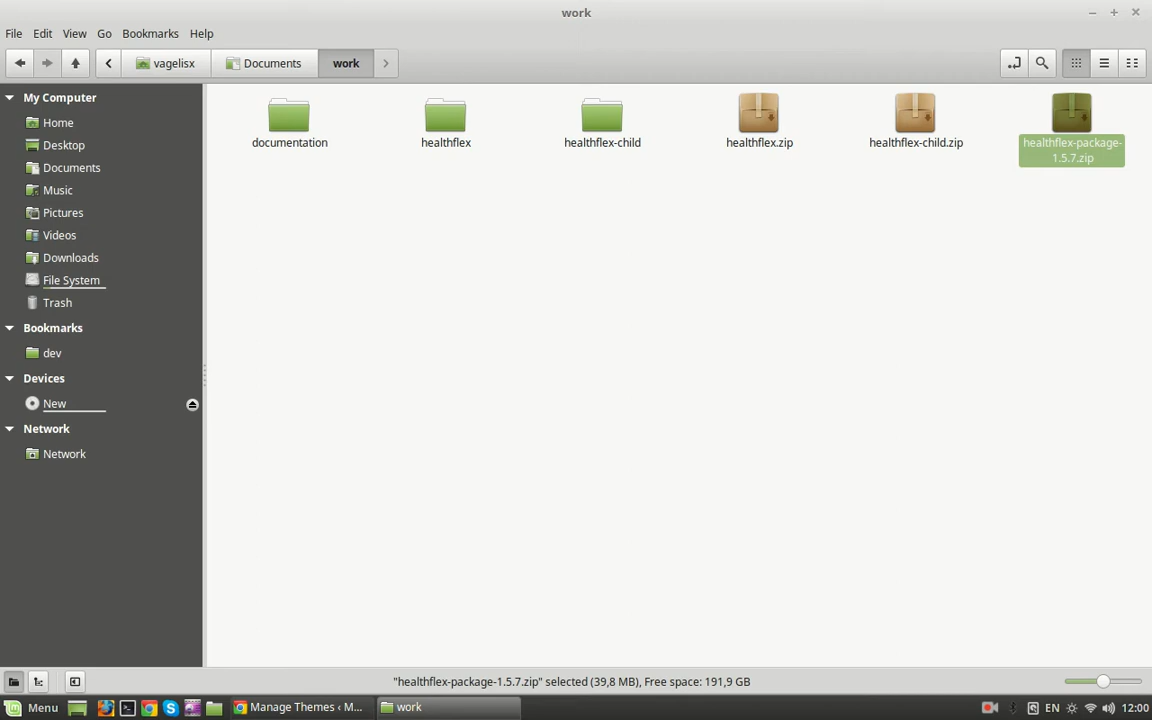 work
File Edit View Go Bookmarks Help
vagelisx Documents work
My Computer
Home
Desktop
Documents
Music
Pictures
Videos
Downloads
File System
Trash
Bookmarks
dev
Devices
New
Network
Network
documentation
healthflex
healthflex-child
healthflex.zip
healthflex-child.zip
healthflex-package-
1.5.7.zip
"healthflex-package-1.5.7.zip" selected (39,8 MB), Free space: 191,9 GB
Menu Manage Themes ‹ M... work EN 12:00